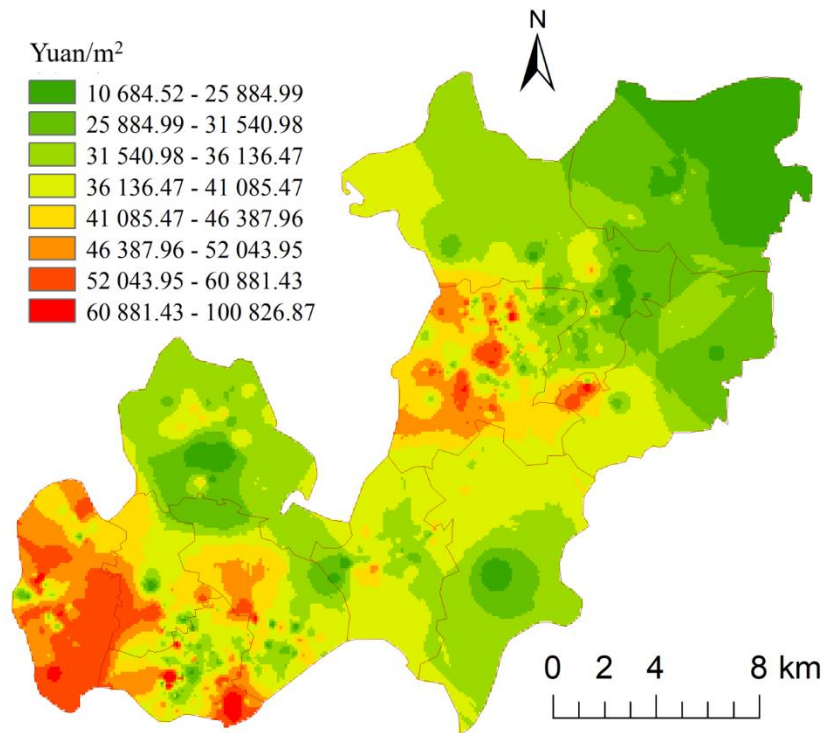 N
Yuan/m²
10 684.52 - 25 884.99
25 884.99 - 31 540.98
31 540.98 - 36 136.47
36 136.47 - 41 085.47
41 085.47 - 46 387.96
46 387.96 - 52 043.95
52 043.95 - 60 881.43
60 881.43 - 100 826.87
0 2 4 8 km